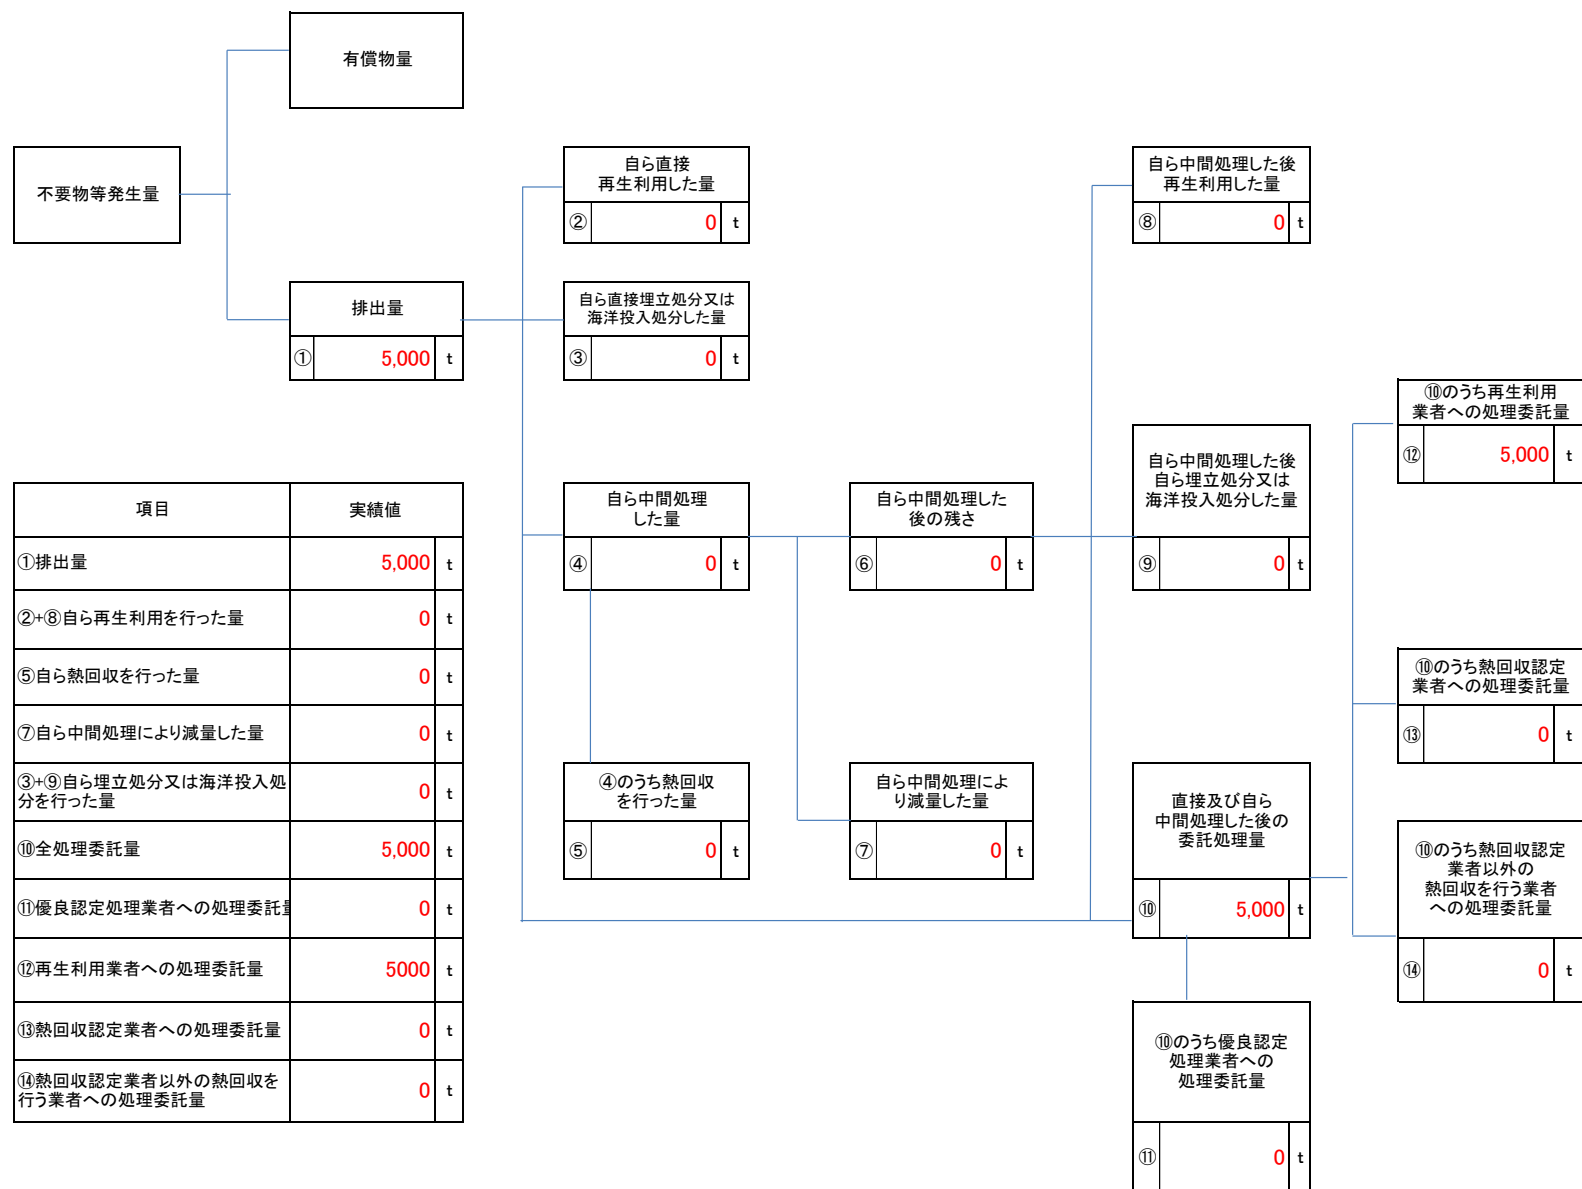 有償物量
不要物等発生量
排出量
① 5,000 t
自ら直接
再生利用した量
② 0 t
自ら直接埋立処分又は
海洋投入処分した量
③ 0 t
自ら中間処理
した量
④ 0 t
④のうち熱回収
を行った量
⑤ 0 t
自ら中間処理した
後の残さ
⑥ 0 t
自ら中間処理によ
り減量した量
⑦ 0 t
自ら中間処理した後
再生利用した量
⑧ 0 t
自ら中間処理した後
自ら埋立処分又は
海洋投入処分した量
⑨ 0 t
直接及び自ら
中間処理した後の
委託処理量
⑩ 5,000 t
⑩のうち優良認定
処理業者への
処理委託量
⑪ 0 t
⑩のうち再生利用
業者への処理委託量
⑫ 5,000 t
⑩のうち熱回収認定
業者への処理委託量
⑬ 0 t
⑩のうち熱回収認定
業者以外の
熱回収を行う業者
への処理委託量
⑭ 0 t
項目 実績値
①排出量 5,000 t
②+⑧自ら再生利用を行った量 0 t
⑤自ら熱回収を行った量 0 t
⑦自ら中間処理により減量した量 0 t
③+⑨自ら埋立処分又は海洋投入処
分を行った量 0 t
⑩全処理委託量 5,000 t
⑪優良認定処理業者への処理委託 0 t
⑫再生利用業者への処理委託量 5000 t
⑬熱回収認定業者への処理委託量 0 t
⑭熱回収認定業者以外の熱回収を
行う業者への処理委託量 0 t